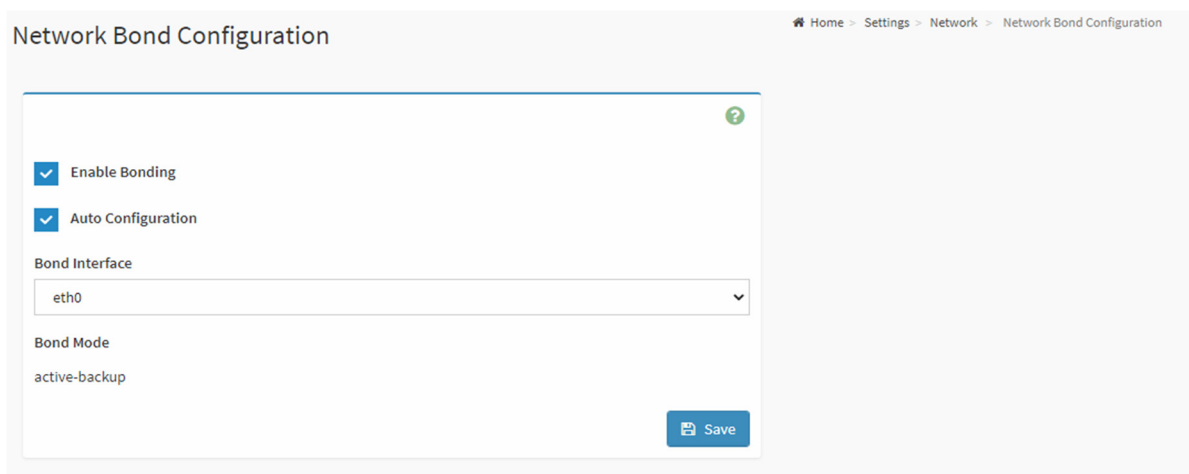 Network Bond Configuration
Home > Settings > Network > Network Bond Configuration
?
Enable Bonding
Auto Configuration
Bond Interface
eth0
Bond Mode
active-backup
Save